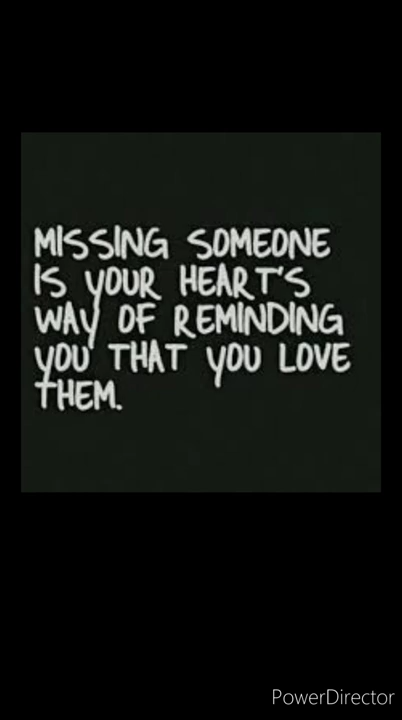 MISSING SOMEONE
IS YOUR HEART'S
WAY OF REMINDING
YOU THAT YOU LOVE
THEM.
PowerDirector